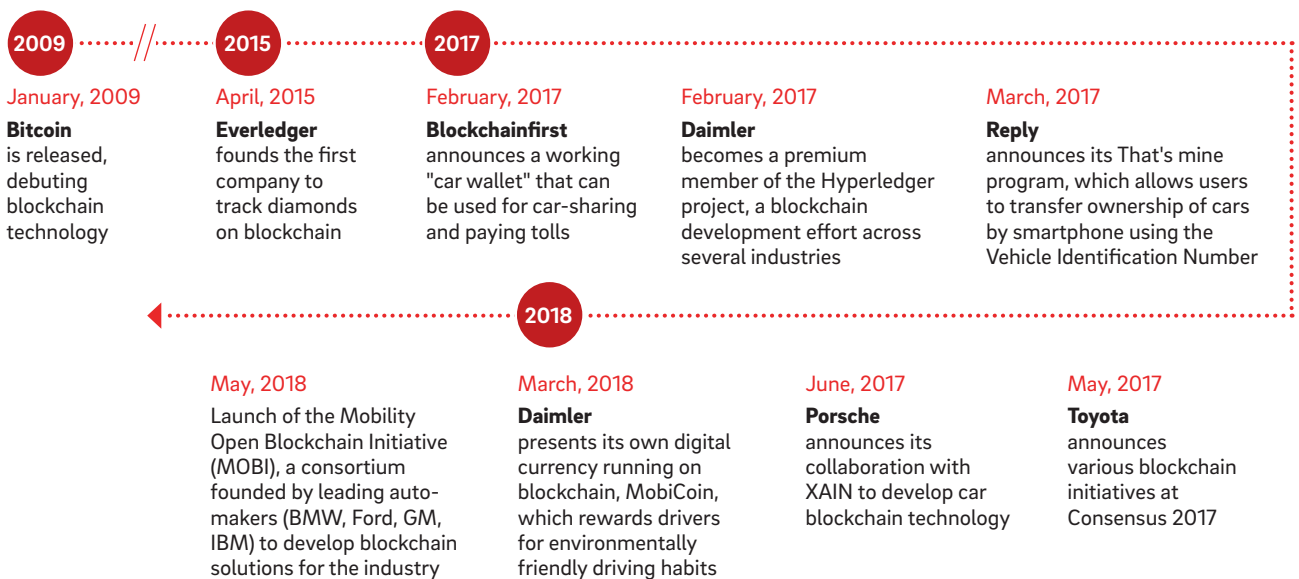 2009
2015
2017
January, 2009
Bitcoin
is released,
debuting
blockchain
technology
April, 2015
Everledger
founds the first
company to
track diamonds
on blockchain
February, 2017
Blockchainfirst
announces a working
"car wallet" that can
be used for car-sharing
and paying tolls
February, 2017
Daimler
becomes a premium
member of the Hyperledger
project, a blockchain
development effort across
several industries
March, 2017
Reply
announces its That's mine
program, which allows users
to transfer ownership of cars
by smartphone using the
Vehicle Identification Number
2018
May, 2017
Toyota
announces
various blockchain
initiatives at
Consensus 2017
June, 2017
Porsche
announces its
collaboration with
XAIN to develop car
blockchain technology
March, 2018
Daimler
presents its own digital
currency running on
blockchain, MobiCoin,
which rewards drivers
for environmentally
friendly driving habits
May, 2018
Launch of the Mobility
Open Blockchain Initiative
(MOBI), a consortium
founded by leading auto-
makers (BMW, Ford, GM,
IBM) to develop blockchain
solutions for the industry